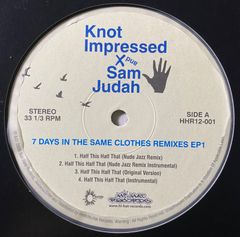 Knot
Impressed
X DUB
Sam
Judah
STEREO
33 1/3 RPM
SIDE A
HHR12-001
7 DAYS IN THE SAME CLOTHES REMIXES EP1
1. Half This Half That (Nude Jazz Remix)
2. Half This Half That (Nude Jazz Remix Instrumental)
3. Half This Half That (Original Version)
4. Half This Half That (Instrumental)